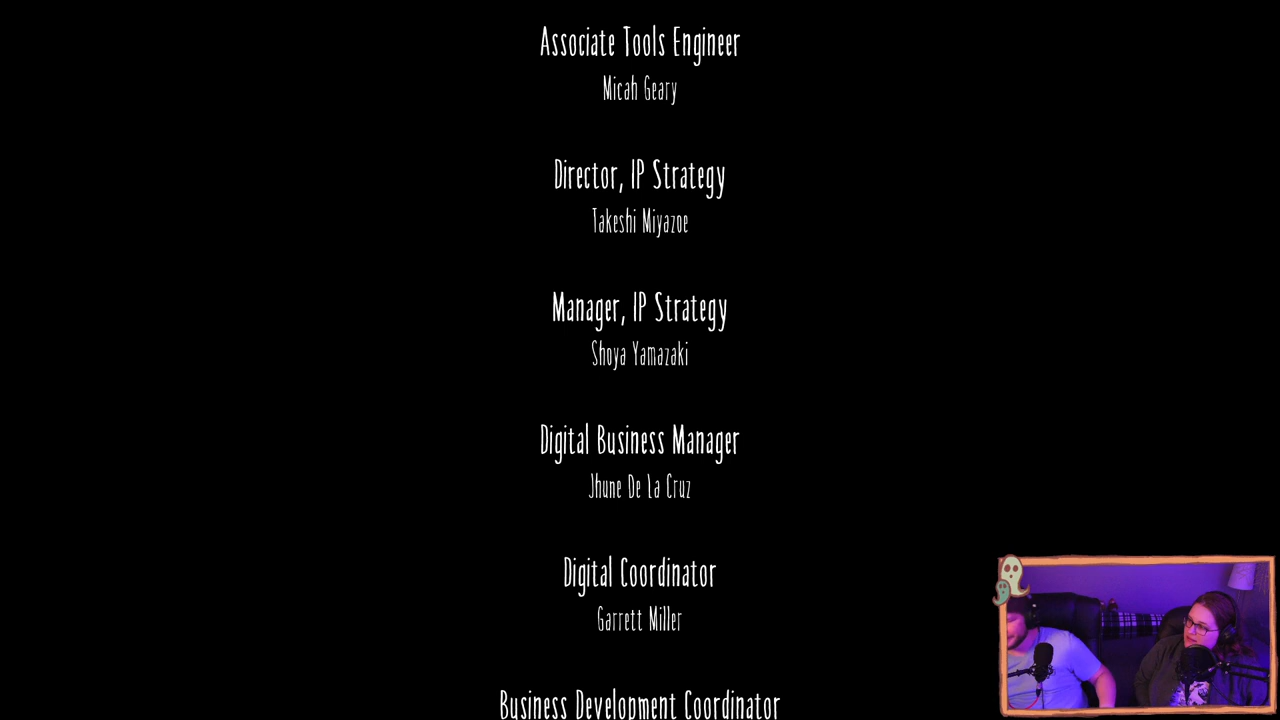 Associate Tools Engineer
Micah Geary
Director, IP Strategy
Takeshi Miyazoe
Manager, IP Strategy
Shoya Yamazaki
Digital Business Manager
Jhune De La Cruz
Digital Coordinator
Garrett Miller
Business Development Coordinator